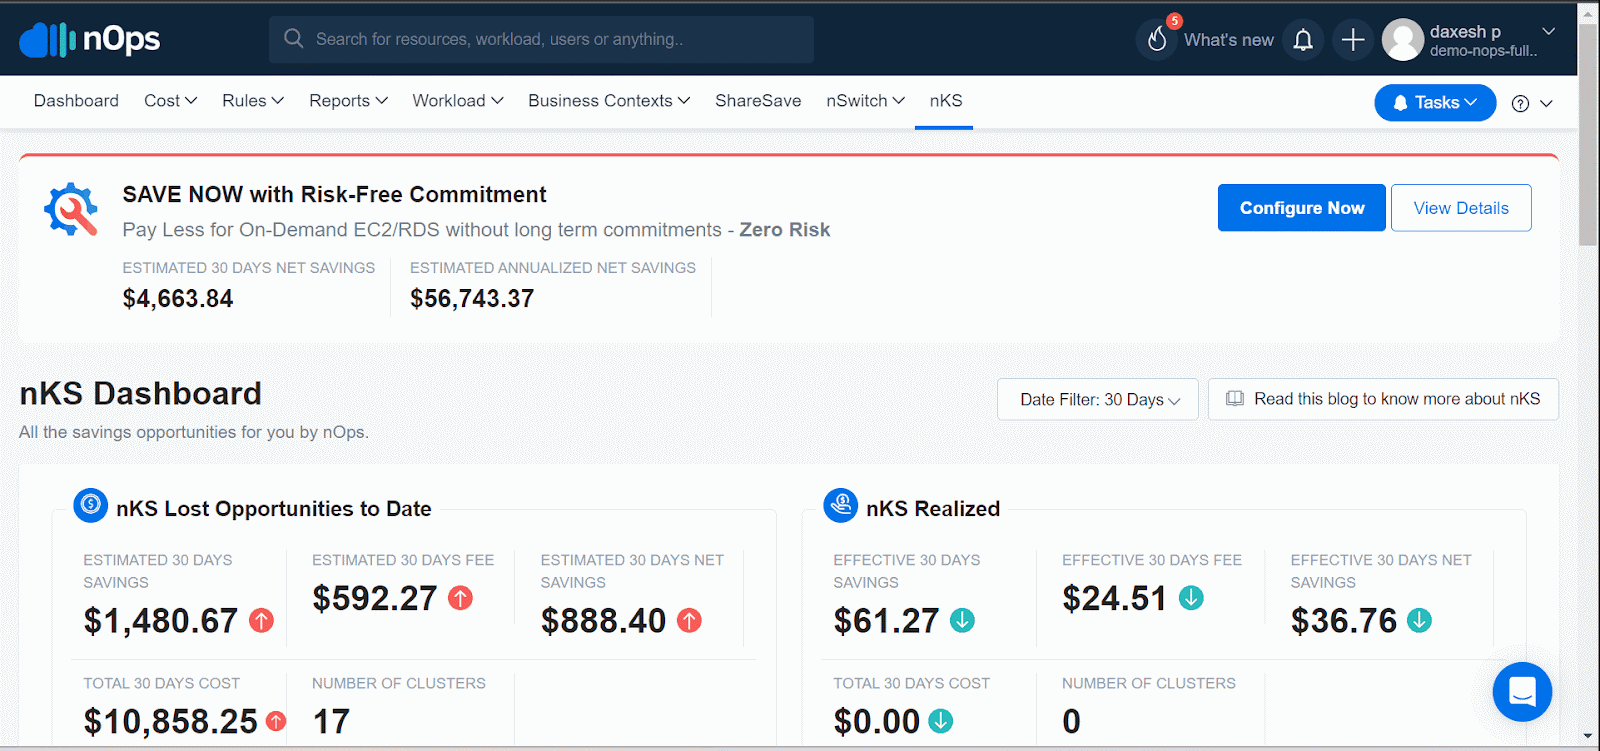 nOps
Search for resources, workload, users or anything..
5
What's new
daxesh p
demo-nops-full..
Dashboard Cost Rules Reports Workload Business Contexts ShareSave nSwitch nKS
Tasks
?
SAVE NOW with Risk-Free Commitment
Pay Less for On-Demand EC2/RDS without long term commitments - Zero Risk
Configure Now
View Details
ESTIMATED 30 DAYS NET SAVINGS
$4,663.84
ESTIMATED ANNUALIZED NET SAVINGS
$56,743.37
nKS Dashboard
All the savings opportunities for you by nOps.
Date Filter: 30 Days
Read this blog to know more about nKS
nKS Lost Opportunities to Date
ESTIMATED 30 DAYS
SAVINGS
$1,480.67
ESTIMATED 30 DAYS FEE
$592.27
ESTIMATED 30 DAYS NET
SAVINGS
$888.40
TOTAL 30 DAYS COST
$10,858.25
NUMBER OF CLUSTERS
17
nKS Realized
EFFECTIVE 30 DAYS
SAVINGS
$61.27
EFFECTIVE 30 DAYS FEE
$24.51
EFFECTIVE 30 DAYS NET
SAVINGS
$36.76
TOTAL 30 DAYS COST
$0.00
NUMBER OF CLUSTERS
0